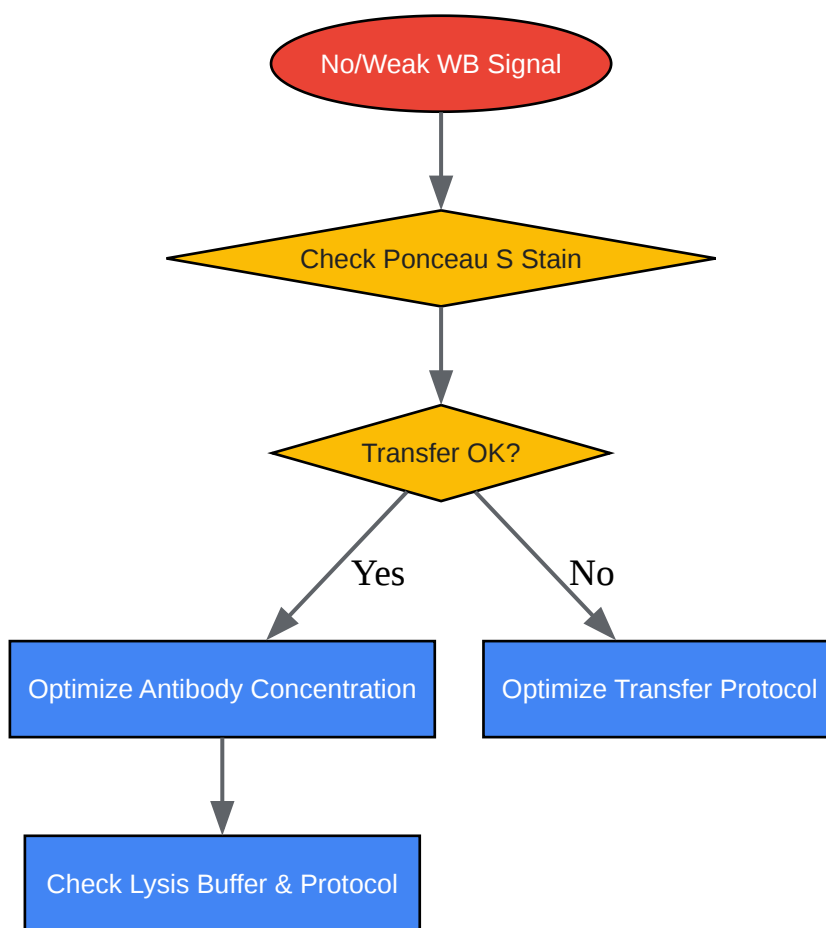 No/Weak WB Signal
Check Ponceau S Stain
Transfer OK?
Yes
No
Optimize Antibody Concentration
Optimize Transfer Protocol
Check Lysis Buffer & Protocol